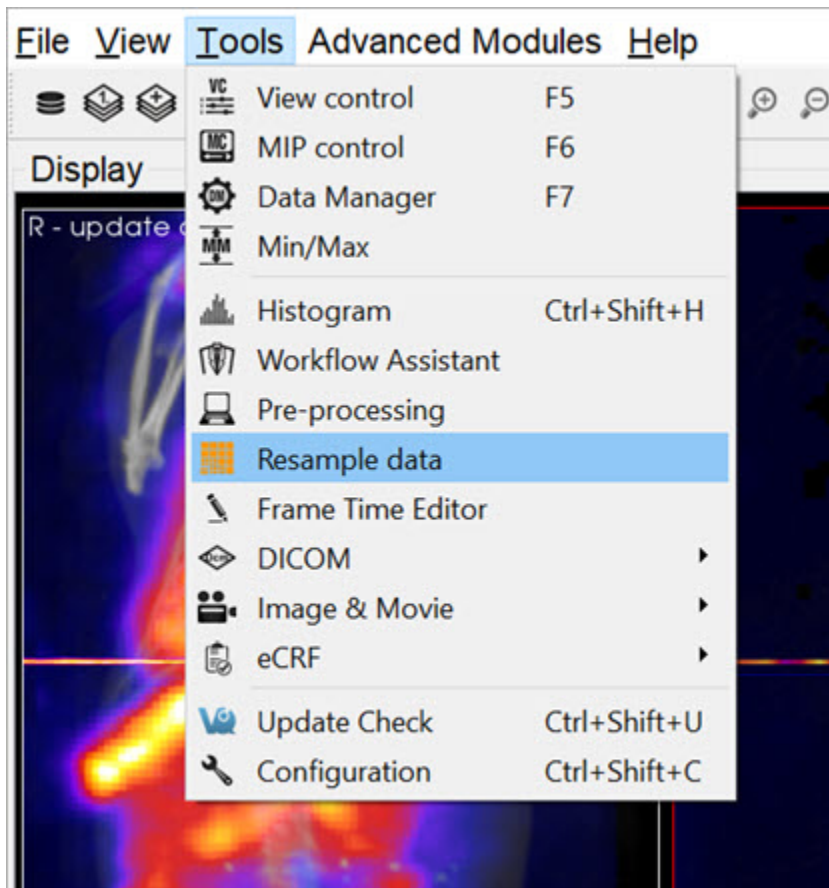 File View Tools Advanced Modules Help
Display
R - update
View control F5
MIP control F6
Data Manager F7
Min/Max
Histogram Ctrl+Shift+H
Workflow Assistant
Pre-processing
Resample data
Frame Time Editor
DICOM
Image & Movie
eCRF
Update Check Ctrl+Shift+U
Configuration Ctrl+Shift+C
VC
MC
DM
MM
Dcm